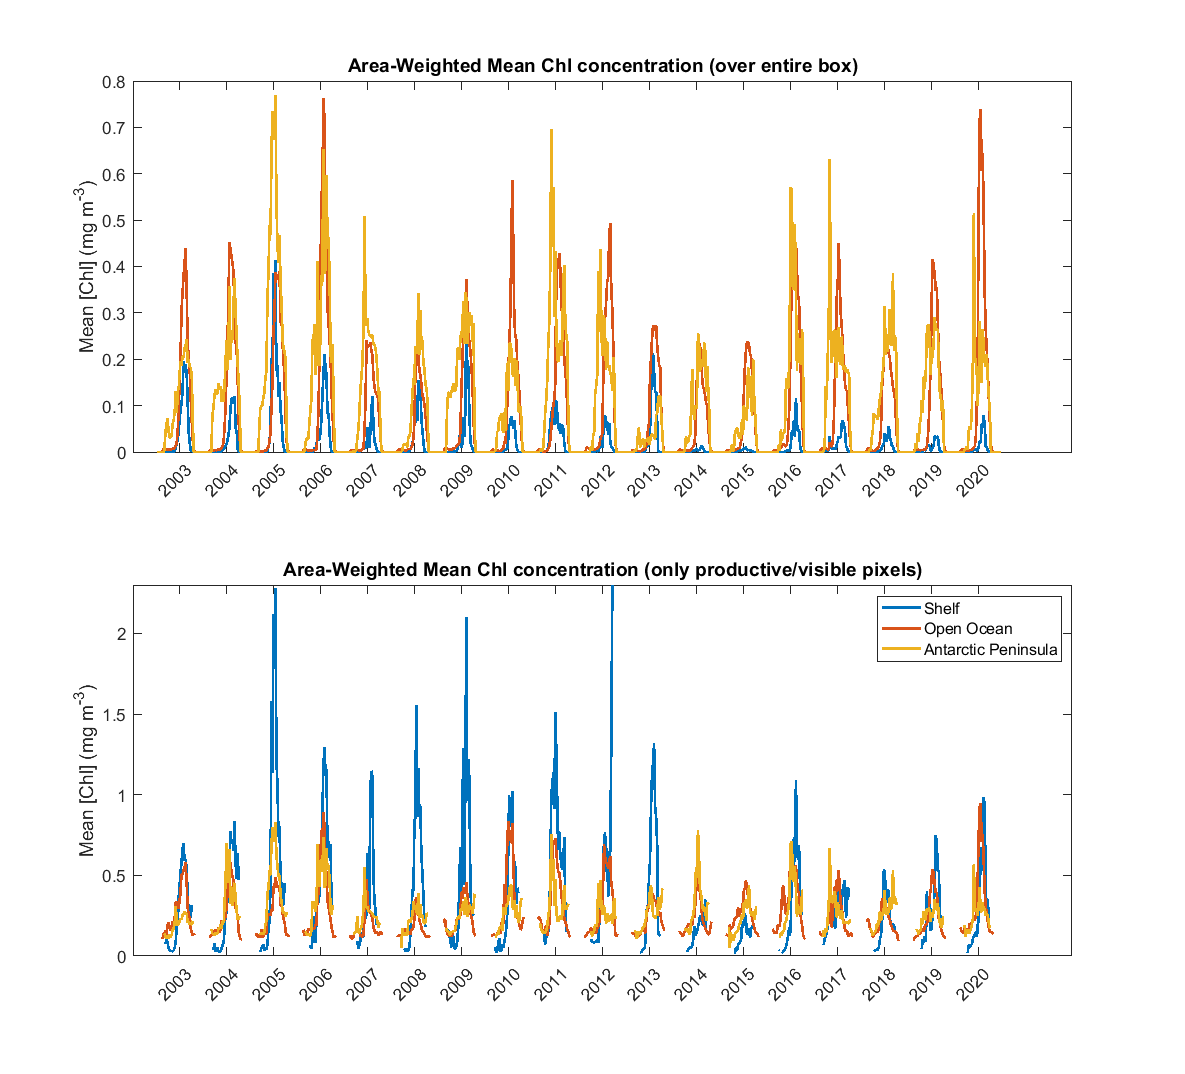 Area-Weighted Mean Chl concentration (over entire box)
Mean [Chl] (mg m-3)
0.8
0.7
0.6
0.5
0.4
0.3
0.2
0.1
0
2003 2004 2005 2006 2007 2008 2009 2010 2011 2012 2013 2014 2015 2016 2017 2018 2019 2020
Area-Weighted Mean Chl concentration (only productive/visible pixels)
Mean [Chl] (mg m-3)
2
1.5
1
0.5
0
Shelf
Open Ocean
Antarctic Peninsula
2003 2004 2005 2006 2007 2008 2009 2010 2011 2012 2013 2014 2015 2016 2017 2018 2019 2020